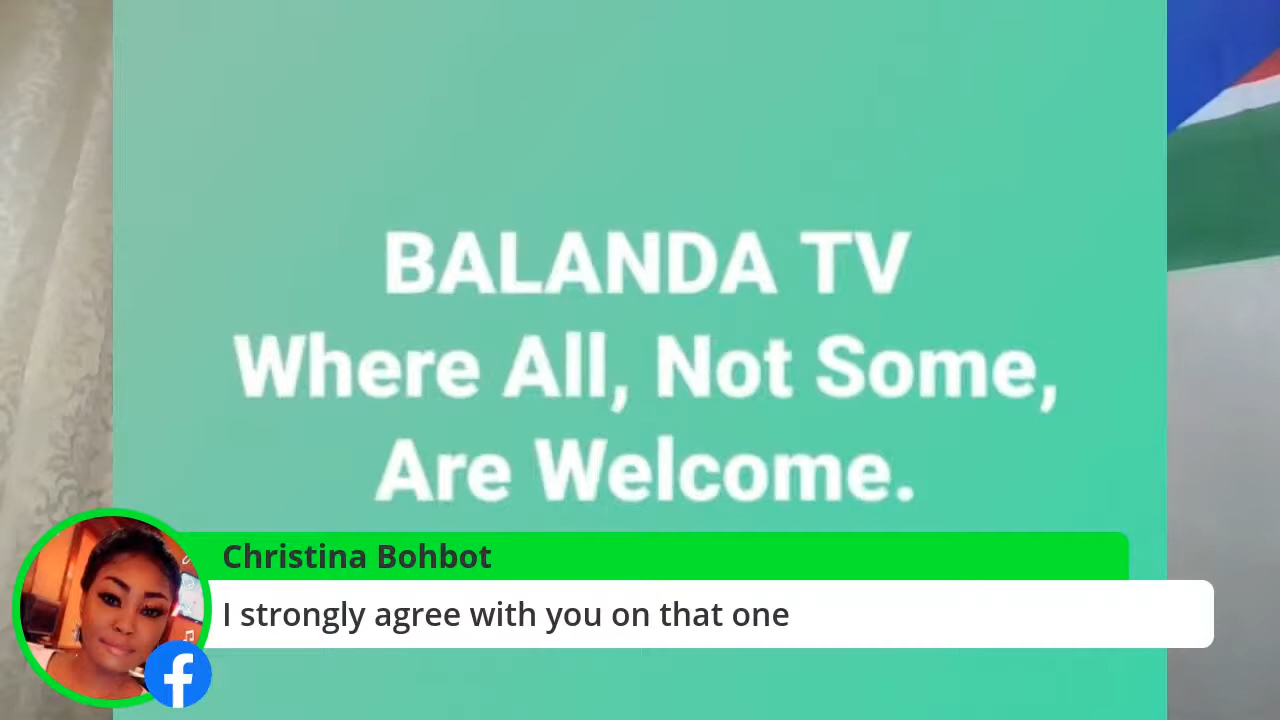 BALANDA TV
Where All, Not Some,
Are Welcome.
Christina Bohbot
I strongly agree with you on that one